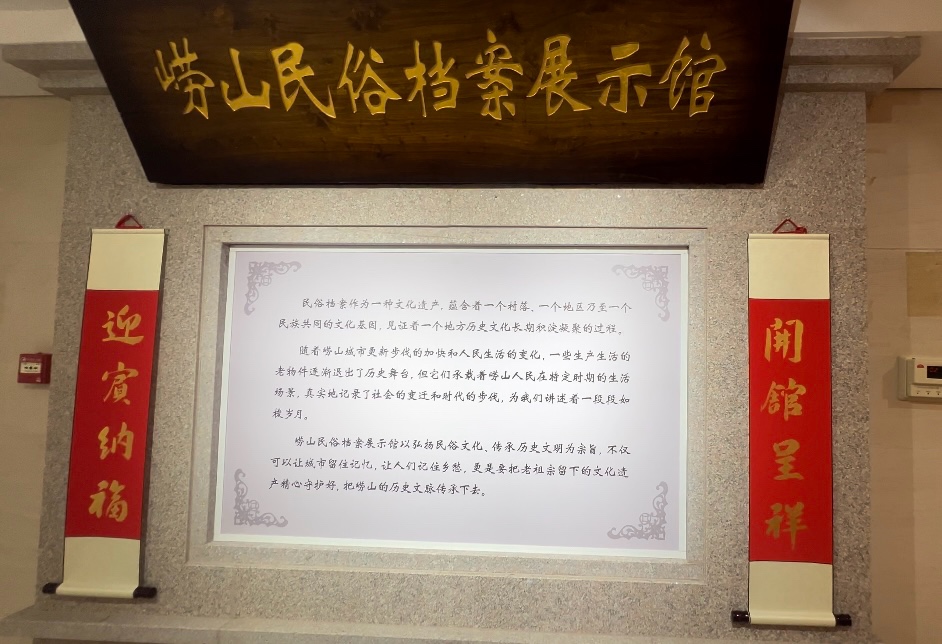 崂山民俗档案展示馆
開館呈祥
迎賓纳福
民俗档案作为一种文化遗产，蕴含着一个村落、一个地区乃至一个
民族共同的文化基因，见证着一个地方历史文化长期积淀凝聚的过程。
随着崂山城市更新步伐的加快和人民生活的变化，一些生产生活的
老物件逐渐退出了历史舞台，但它们承载着崂山人民在特定时期的生活
场景，真实地记录了社会的变迁和时代的步伐，为我们讲述着一段段如
梭岁月。
崂山民俗档案展示馆以弘扬民俗文化、传承历史文明为宗旨，不仅
可以让城市留住记忆，让人们记住乡愁，更是要把老祖宗留下的文化遗
产精心守护好，把崂山的历史文脉传承下去。